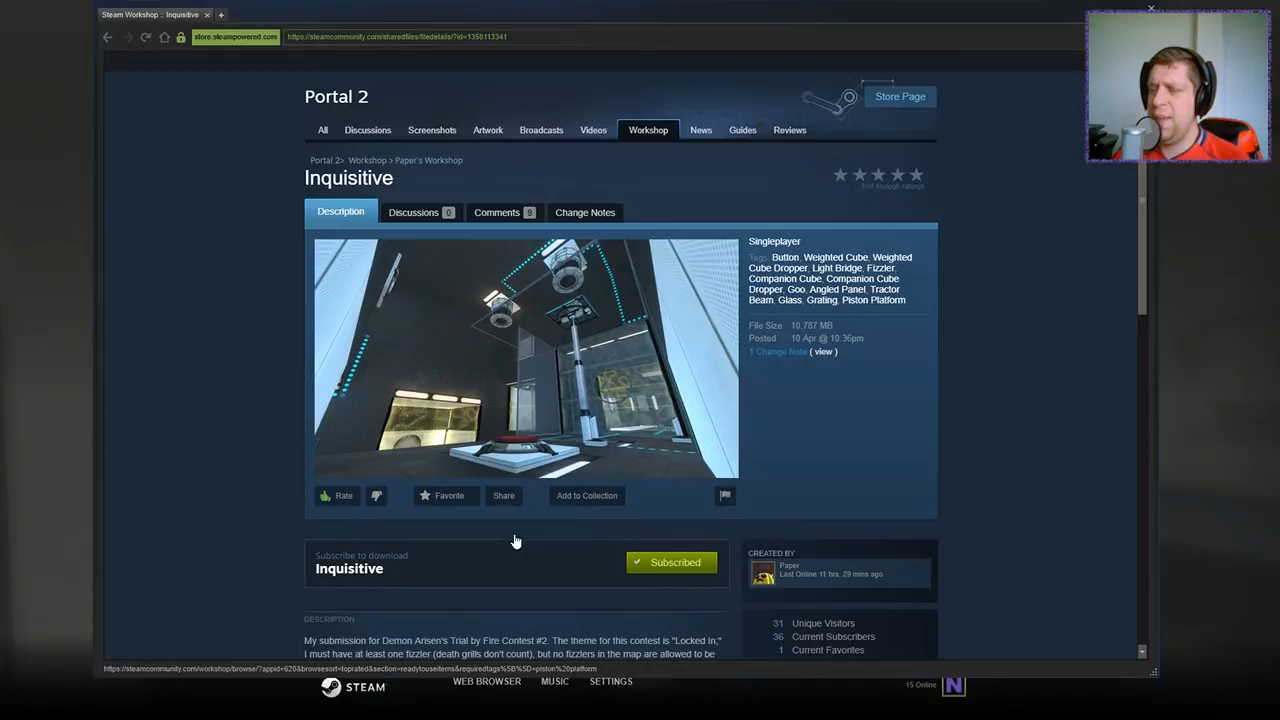 Steam Workshop :: Inquisitive × +
store.steampowered.com https://steamcommunity.com/sharedfiles/filedetails/?id=1358113341
Portal 2
Store Page
All Discussions Screenshots Artwork Broadcasts Videos Workshop News Guides Reviews
Portal 2> Workshop > Paper's Workshop
Inquisitive
Not enough ratings
Description Discussions 0 Comments 9 Change Notes
Singleplayer
Tags: Button, Weighted Cube, Weighted
Cube Dropper, Light Bridge, Fizzler,
Companion Cube, Companion Cube
Dropper, Goo, Angled Panel, Tractor
Beam, Glass, Grating, Piston Platform
File Size 10.787 MB
Posted 10 Apr @ 10:36pm
1 Change Note ( view )
Rate Favorite Share Add to Collection
Subscribe to download
Inquisitive
Subscribed
CREATED BY
Paper
Last Online 11 hrs, 29 mins ago
DESCRIPTION
My submission for Demon Arisen's Trial by Fire Contest #2. The theme for this contest is "Locked In,"
I must have at least one fizzler (death grills don't count), but no fizzlers in the map are allowed to be
31 Unique Visitors
36 Current Subscribers
1 Current Favorites
https://steamcommunity.com/workshop/browse/?appid=620&browsesort=toprated&section=readytouseitems&requiredtags%5B%5D=piston%20platform
STEAM WEB BROWSER MUSIC SETTINGS 15 Online N